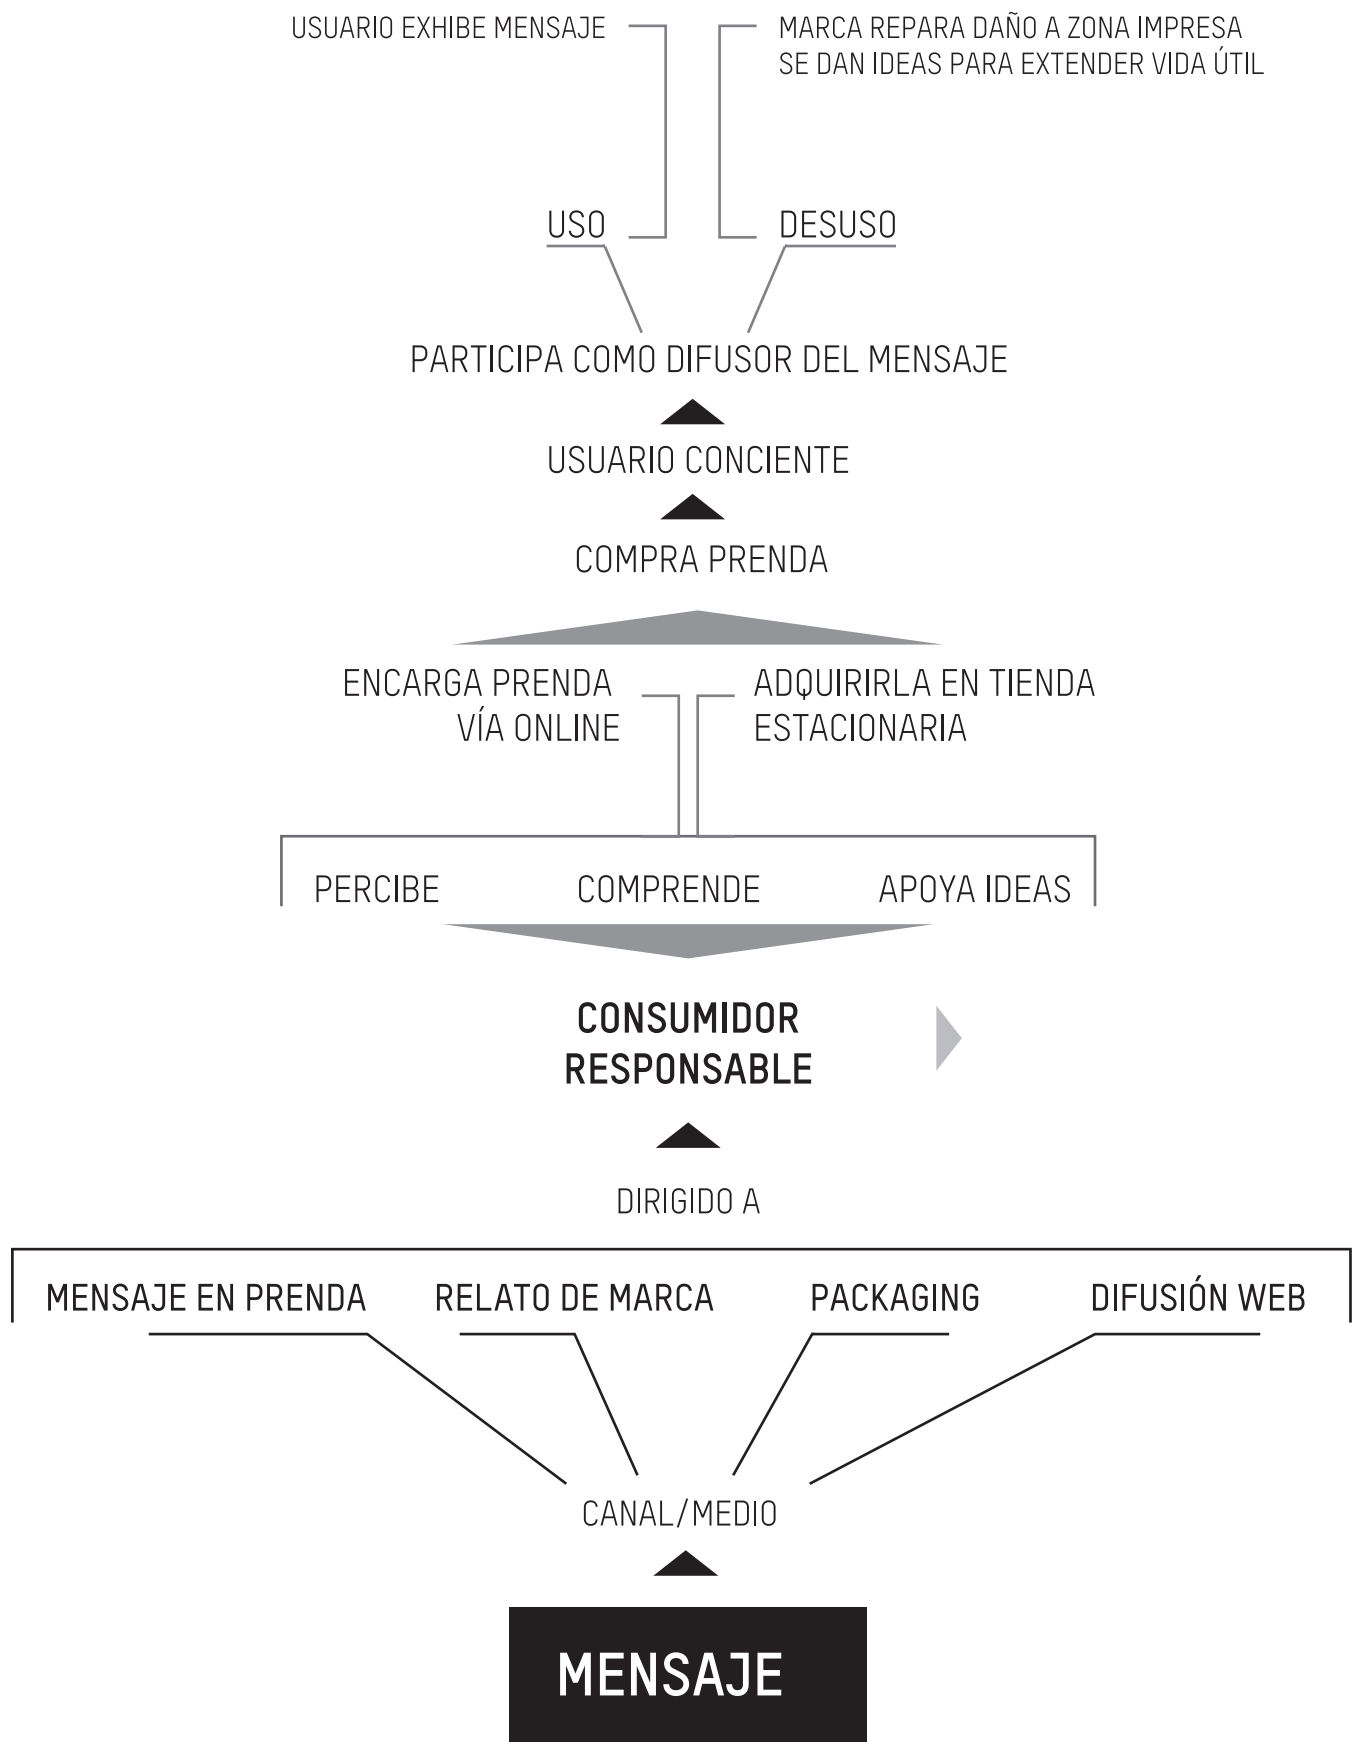 USUARIO EXHIBE MENSAJE
MARCA REPARA DAÑO A ZONA IMPRESA
SE DAN IDEAS PARA EXTENDER VIDA ÚTIL
USO
DESUSO
PARTICIPA COMO DIFUSOR DEL MENSAJE
USUARIO CONCIENTE
COMPRA PRENDA
ENCARGA PRENDA
VÍA ONLINE
ADQUIRIRLA EN TIENDA
ESTACIONARIA
PERCIBE
COMPRENDE
APOYA IDEAS
CONSUMIDOR
RESPONSABLE
DIRIGIDO A
MENSAJE EN PRENDA
RELATO DE MARCA
PACKAGING
DIFUSIÓN WEB
CANAL/MEDIO
MENSAJE